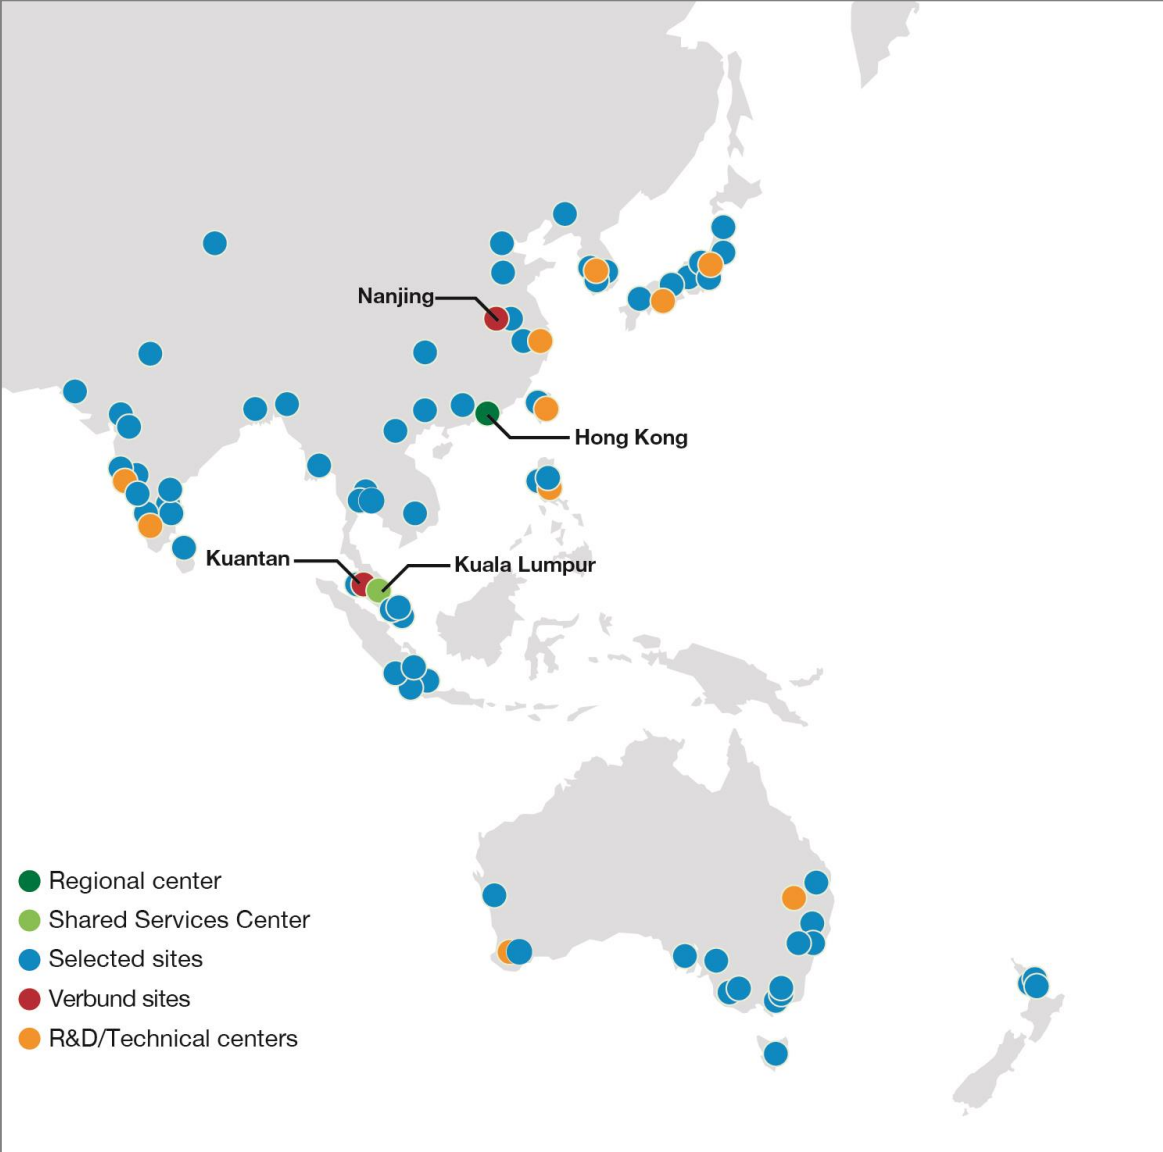 Nanjing
Hong Kong
Kuantan
Kuala Lumpur
Regional center
Shared Services Center
Selected sites
Verbund sites
R&D/Technical centers